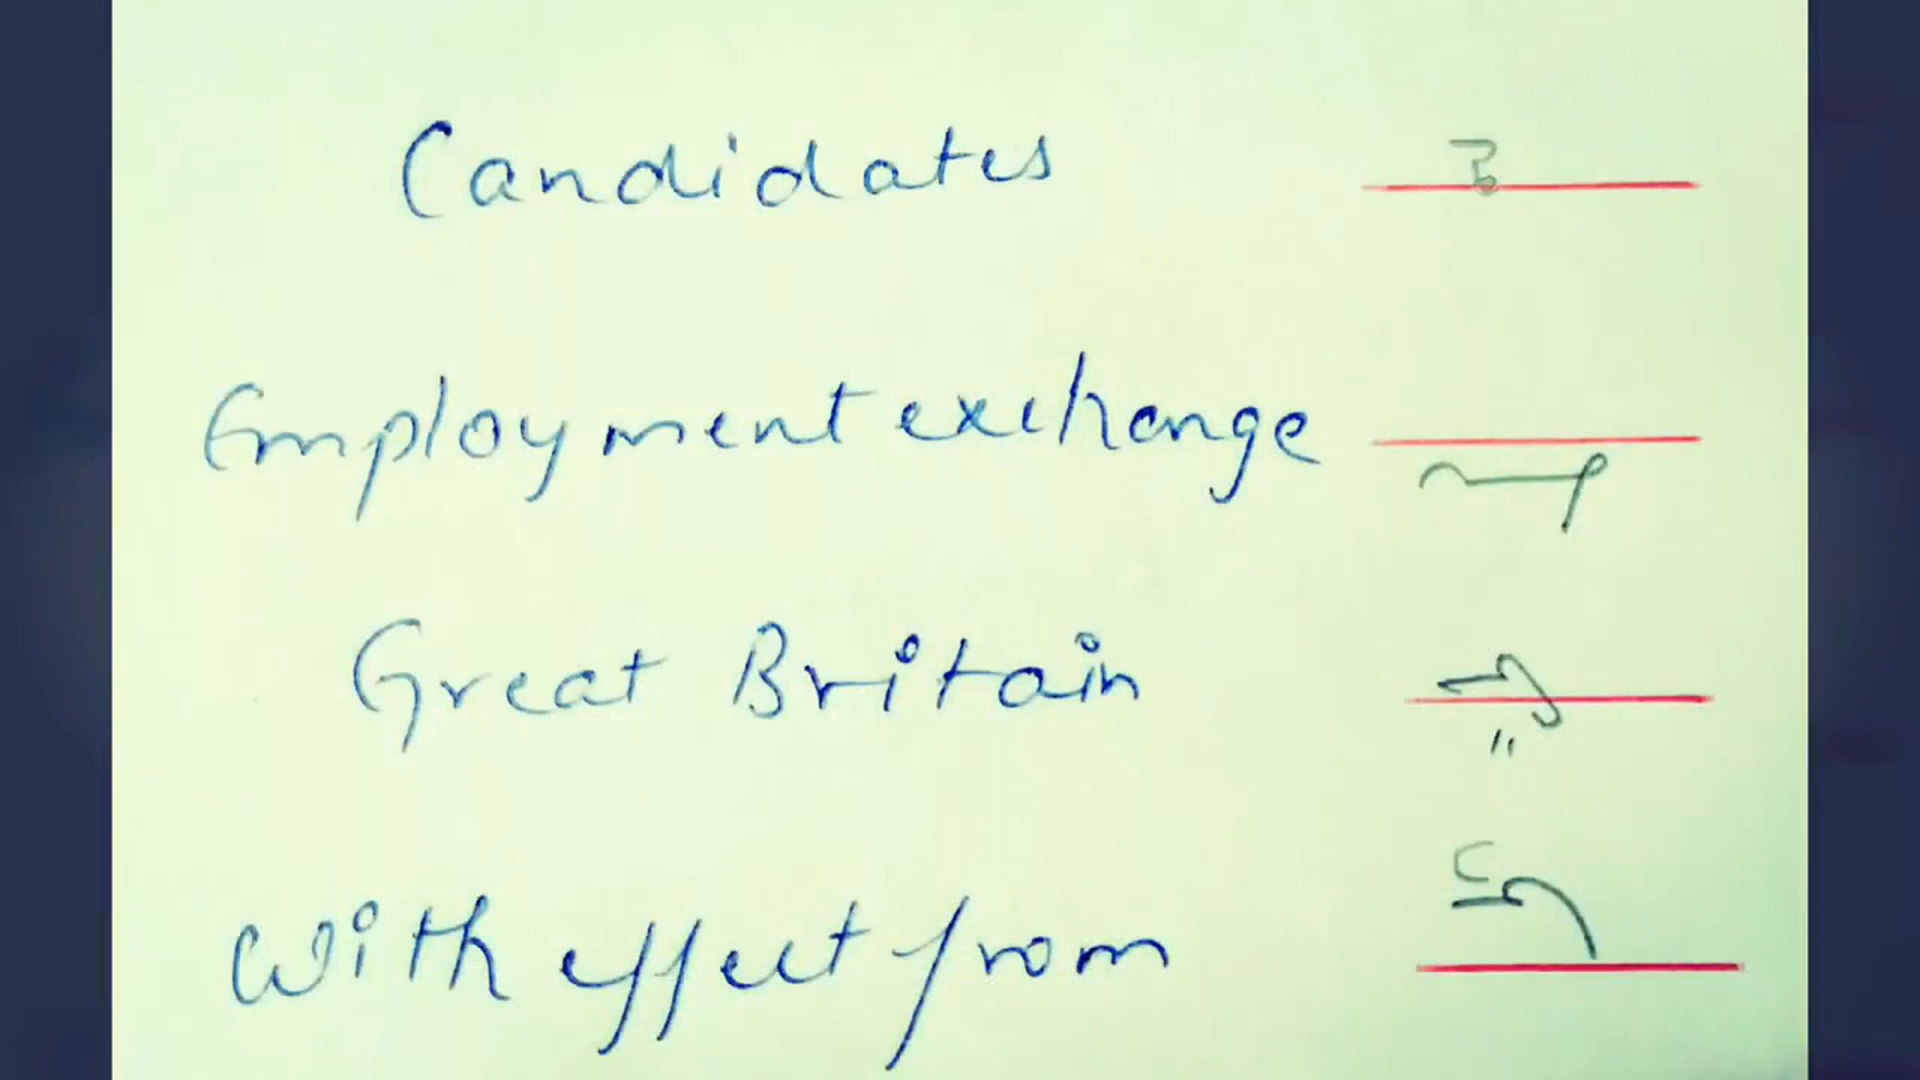 Candidates
Employment exchange
Great Britain
With effect from